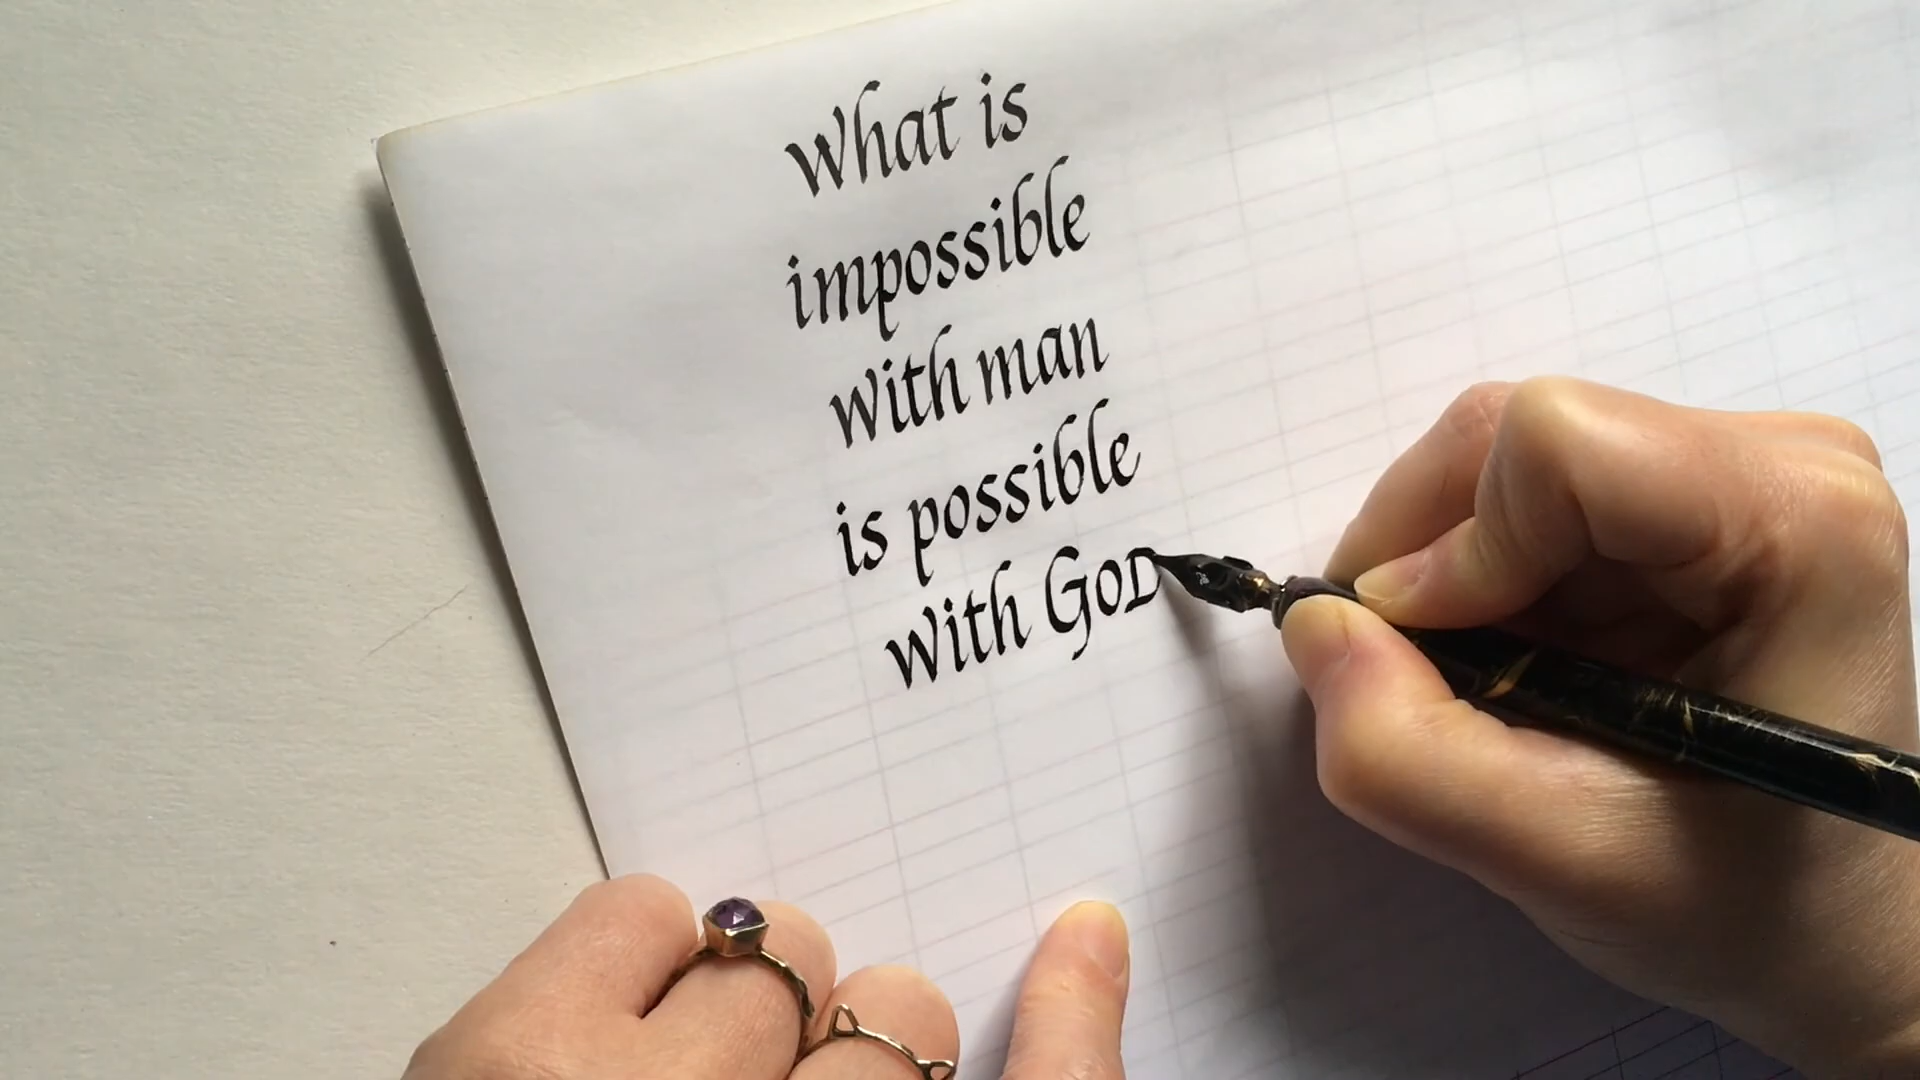 What is
impossible
with man
is possible
with GoD